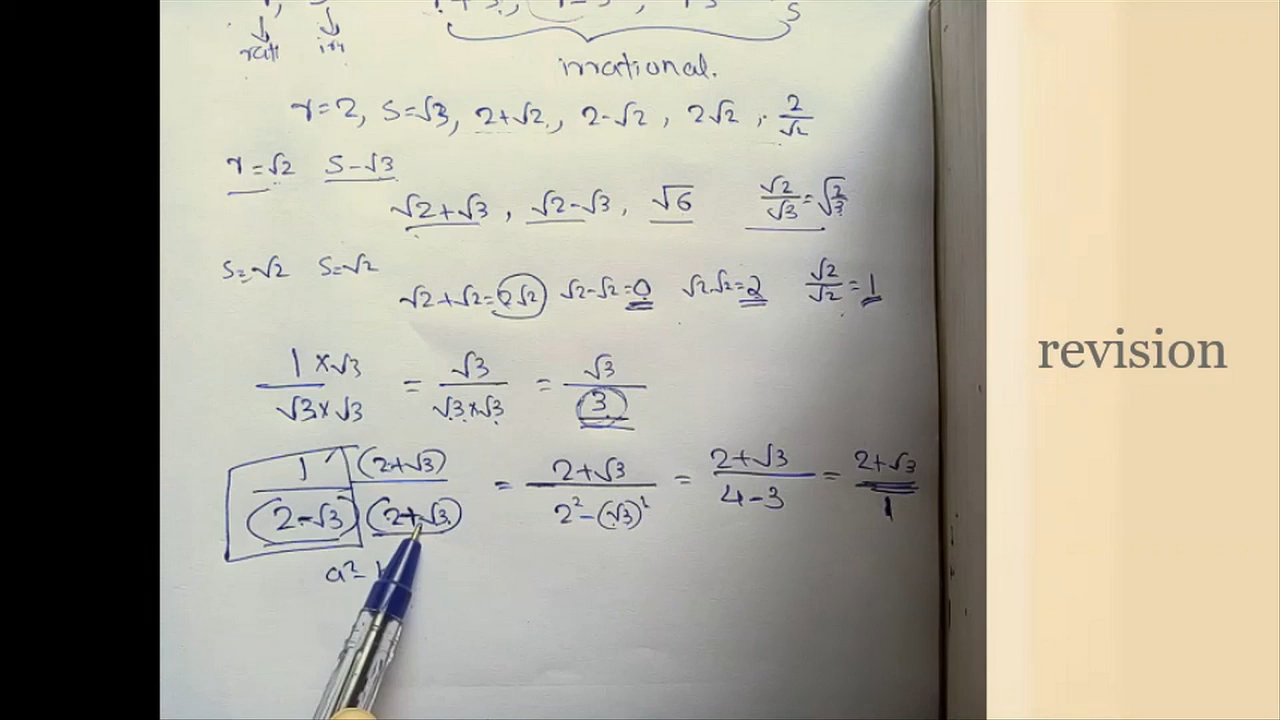 S
rati irr
irrational.
r=2, S=√3, 2+√2, 2-√2, 2√2, 2/√2
r=√2 S-√3
√2+√3, √2-√3, √6 √2/√3=√2/3
S=√2 S=√2
√2+√2=2√2 √2-√2=0 √2.√2=2 √2/√2=1
1×√3/√3×√3 = √3/√3×√3 = √3/3
1/(2-√3) (2+√3)/(2+√3) = 2+√3/2²-(√3)² = 2+√3/4-3 = 2+√3/1
a²-
revision